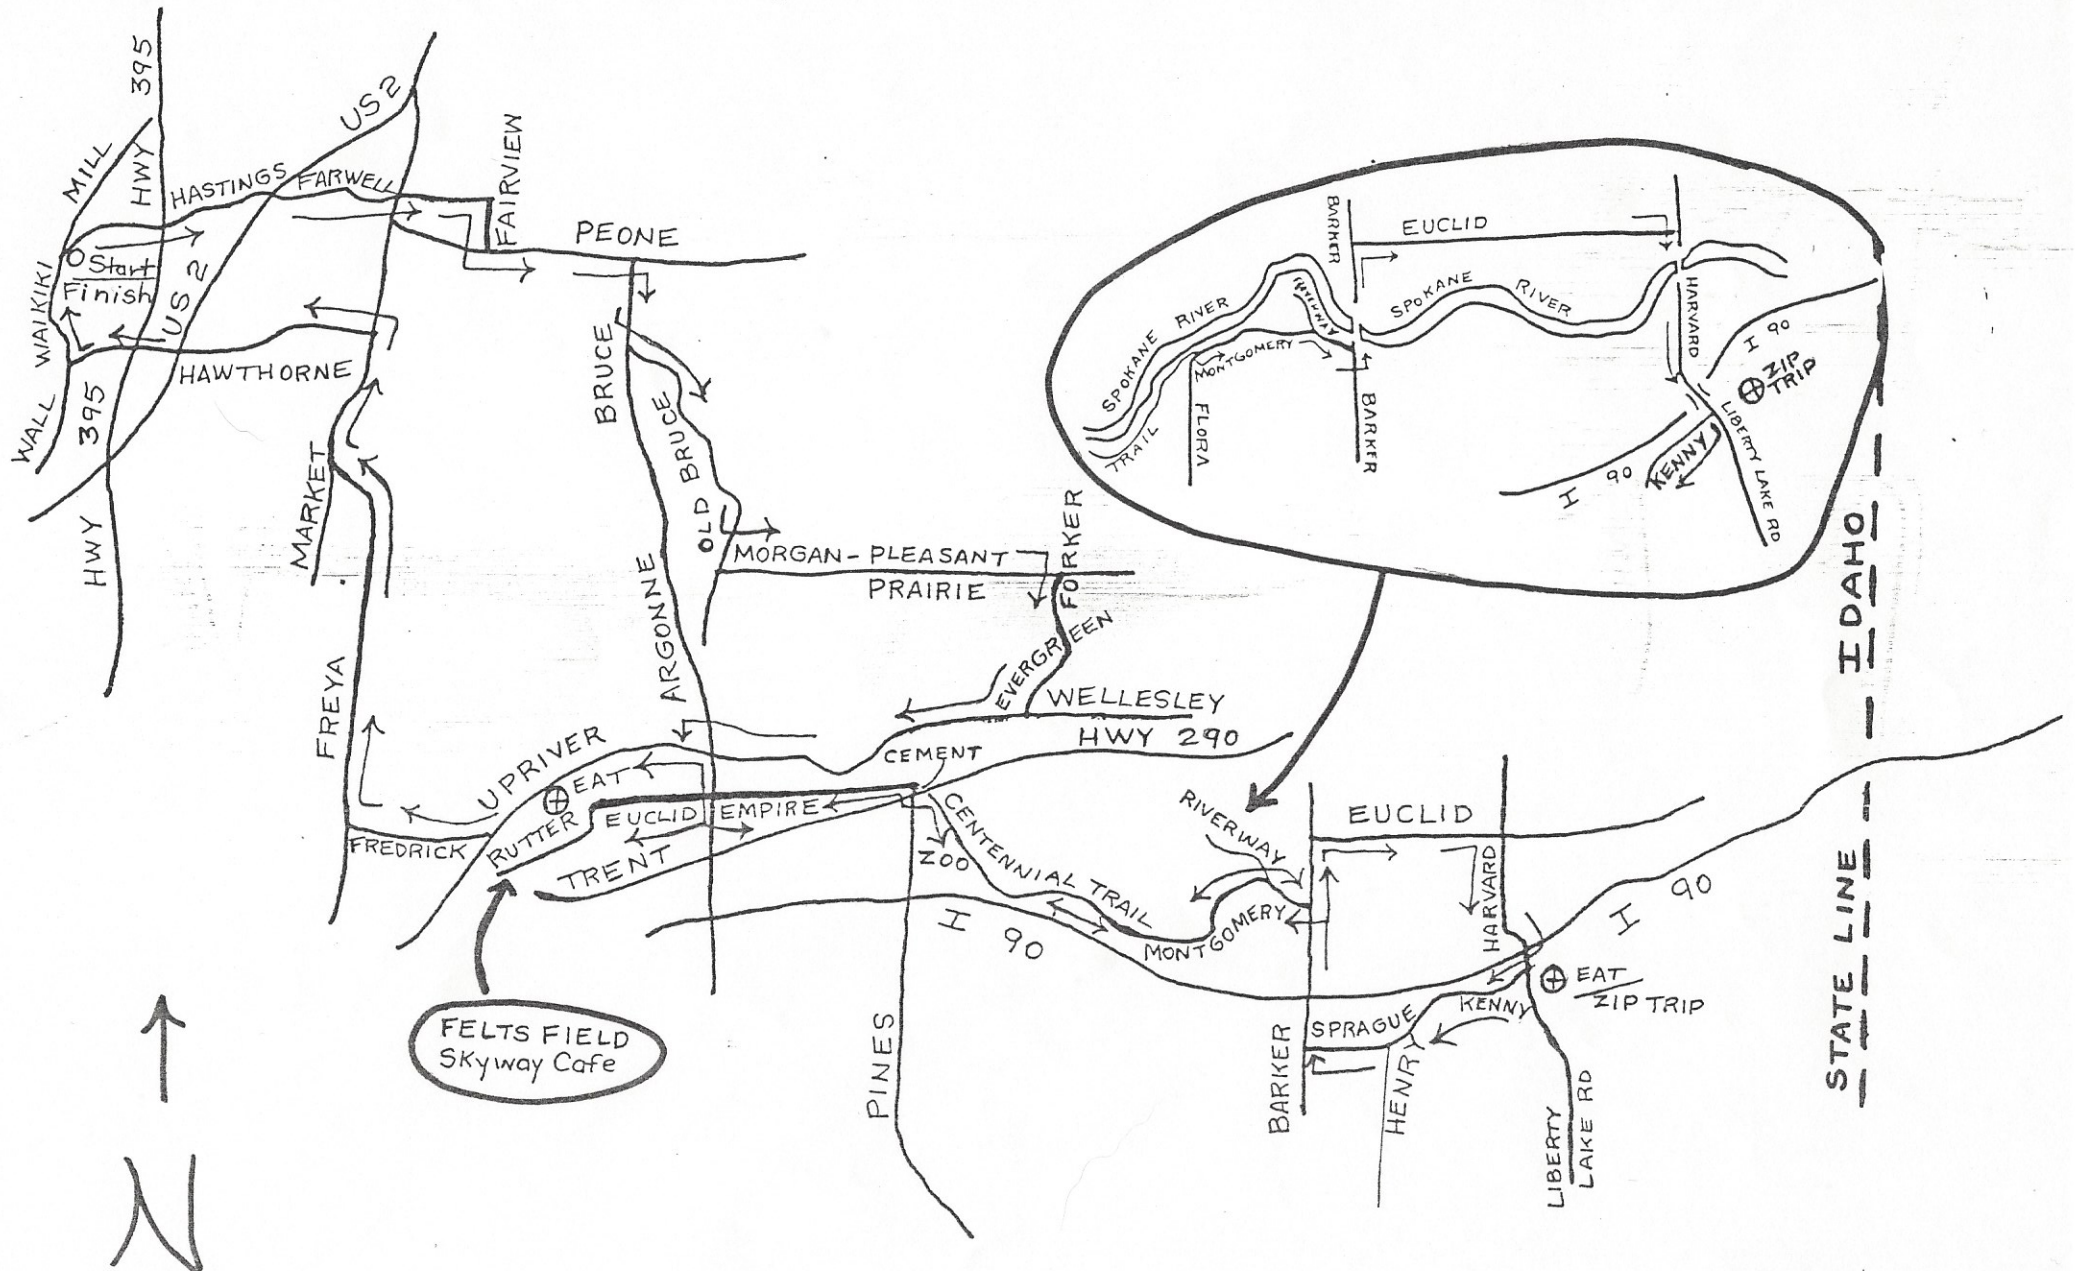 395
HWY
MILL
HASTINGS
FARWELL
US 2
FAIRVIEW
PEONE
Start
Finish
US 2
WAIKIKI
WALL
395
HWY
HAWTHORNE
MARKET
BRUCE
OLD BRUCE
MORGAN-PLEASANT
PRAIRIE
FORKER
EVERGREEN
WELLESLEY
HWY 290
ARGONNE
FREYA
UPRIVER
EAT
CEMENT
RUTTER
EUCLID
EMPIRE
FREDRICK
TRENT
ZOO
CENTENNIAL TRAIL
I 90
MONTGOMERY
RIVERWAY
EUCLID
HARVARD
I 90
EAT
ZIP TRIP
KENNY
SPRAGUE
HENRY
BARKER
LIBERTY
LAKE RD
PINES
FELTS FIELD
Skyway Cafe
N
STATE LINE IDAHO
BARKER
EUCLID
SPOKANE RIVER
SPOKANE RIVER
MONTGOMERY
TRAIL
FLORA
BARKER
HARVARD
I 90
ZIP
TRIP
LIBERTY LAKE RD
KENNY
I 90